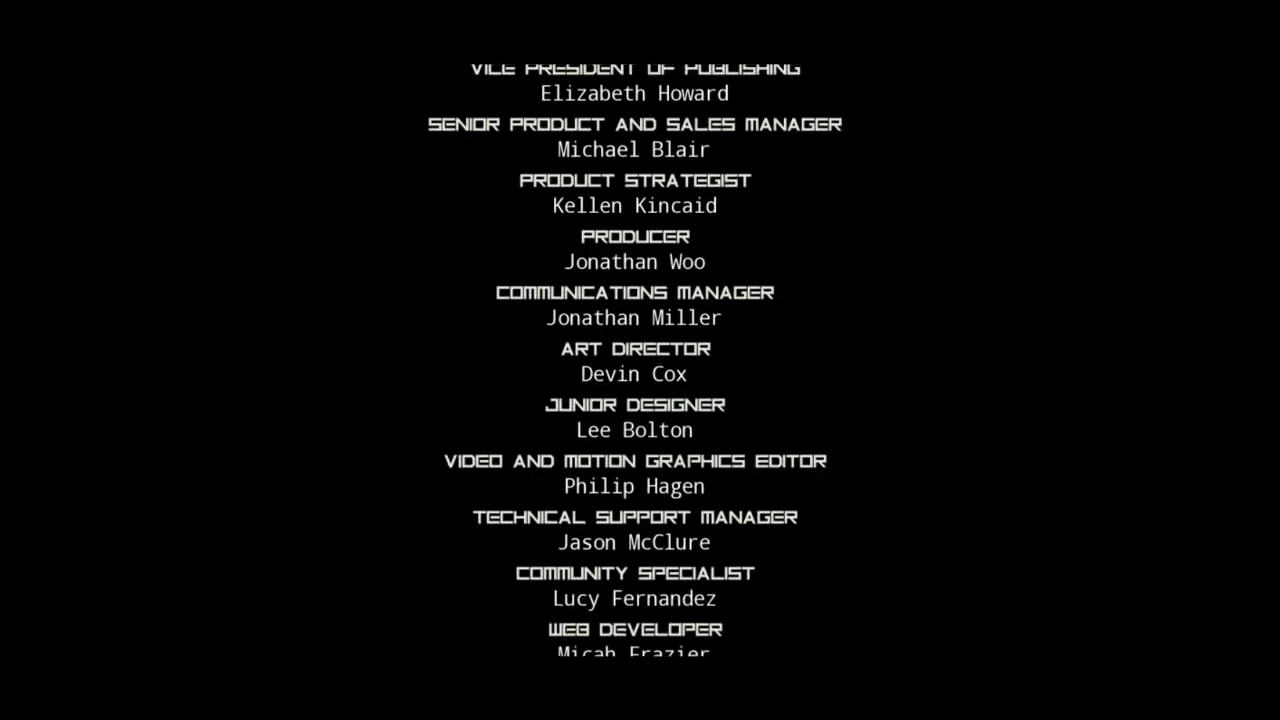 VICE PRESIDENT OF PUBLISHING
Elizabeth Howard
SENIOR PRODUCT AND SALES MANAGER
Michael Blair
PRODUCT STRATEGIST
Kellen Kincaid
PRODUCER
Jonathan Woo
COMMUNICATIONS MANAGER
Jonathan Miller
ART DIRECTOR
Devin Cox
JUNIOR DESIGNER
Lee Bolton
VIDEO AND MOTION GRAPHICS EDITOR
Philip Hagen
TECHNICAL SUPPORT MANAGER
Jason McClure
COMMUNITY SPECIALIST
Lucy Fernandez
WEB DEVELOPER
Micah Frazier